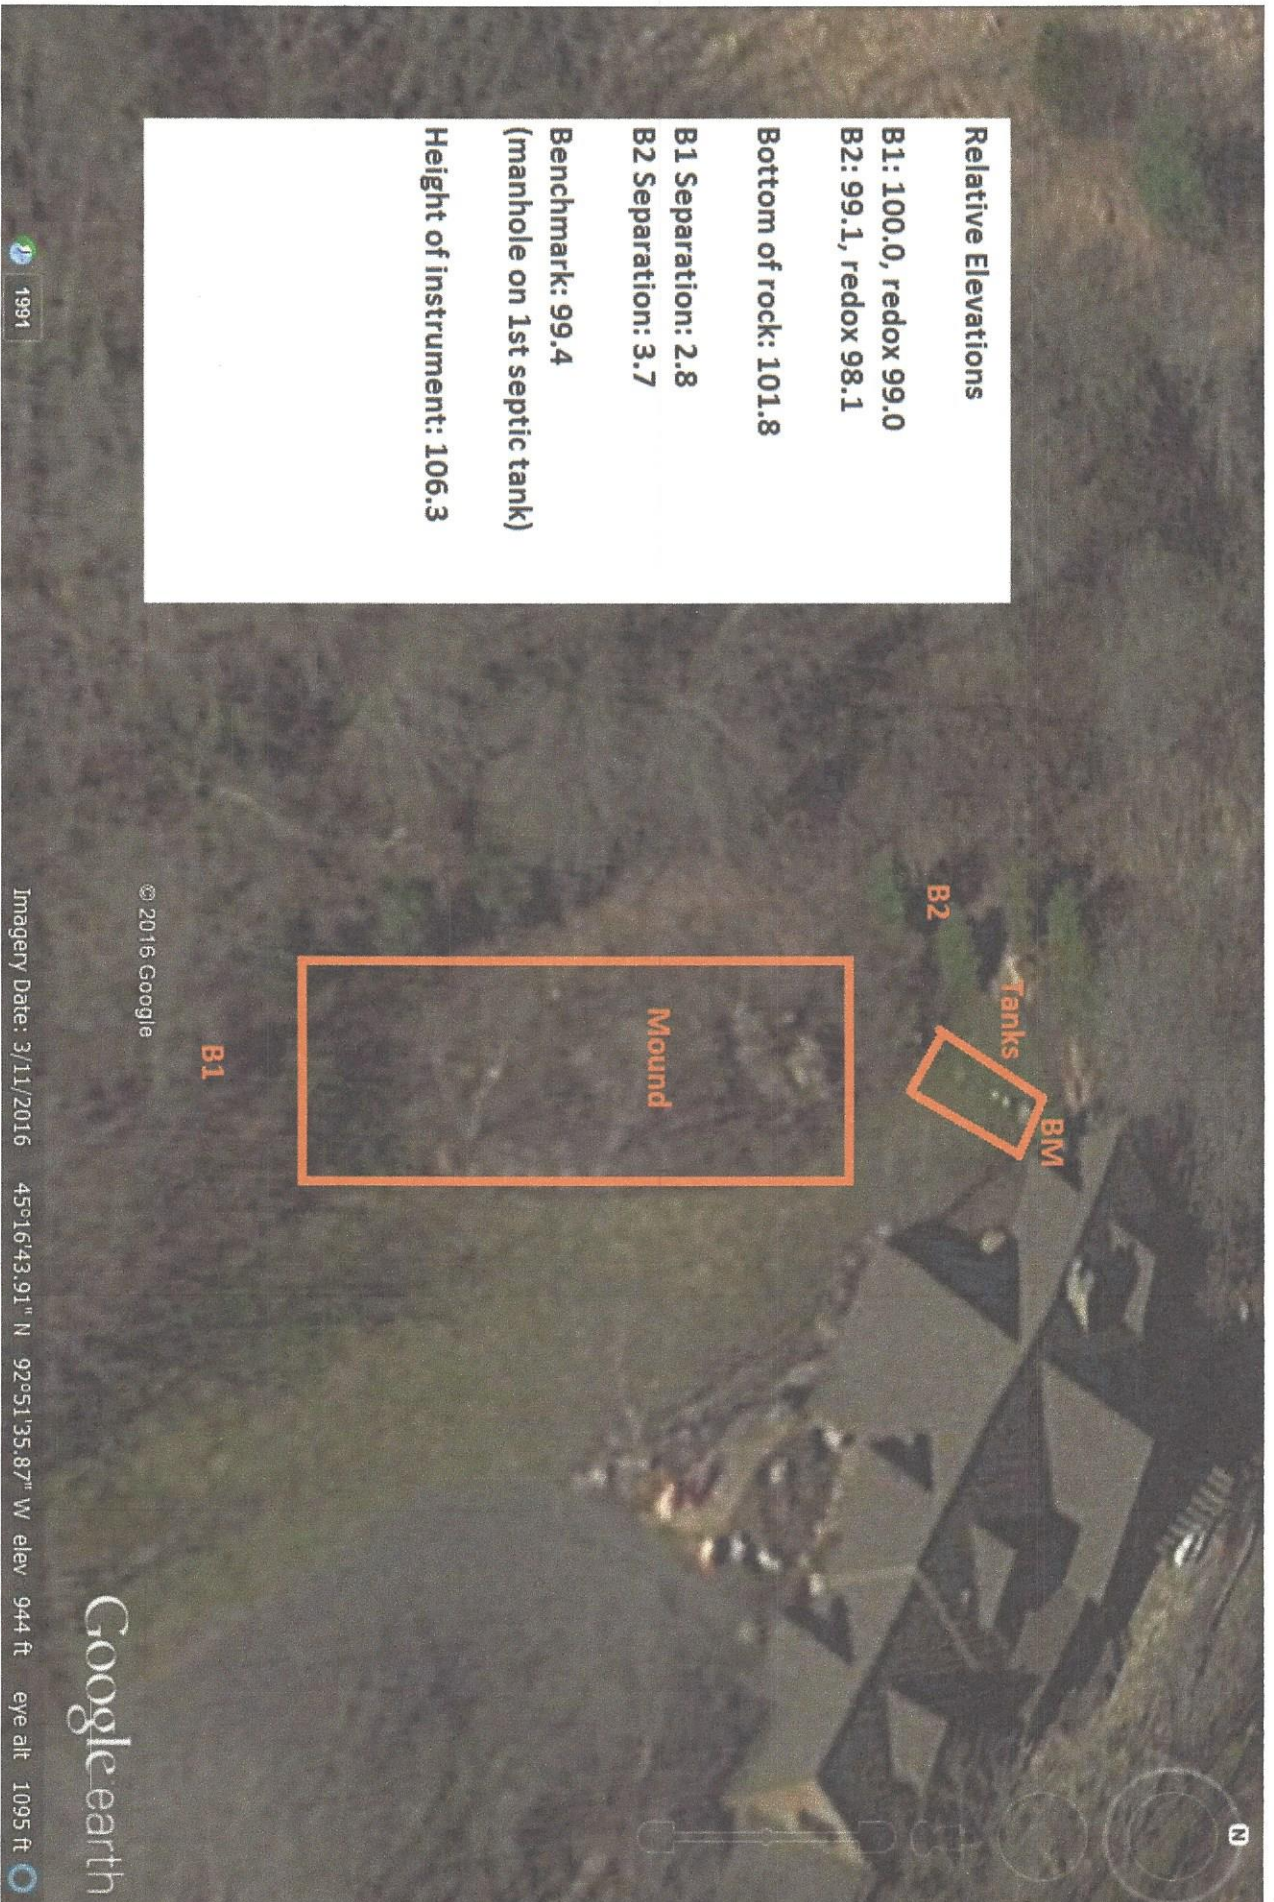 Relative Elevations
B1: 100.0, redox 99.0
B2: 99.1, redox 98.1
Bottom of rock: 101.8
B1 Separation: 2.8
B2 Separation: 3.7
Benchmark: 99.4
(manhole on 1st septic tank)
Height of instrument: 106.3
N
B2
Tanks
BM
Mound
B1
© 2016 Google
Google earth
1991
Imagery Date: 3/11/2016 45°16'43.91" N 92°51'35.87" W elev 944 ft eye alt 1095 ft